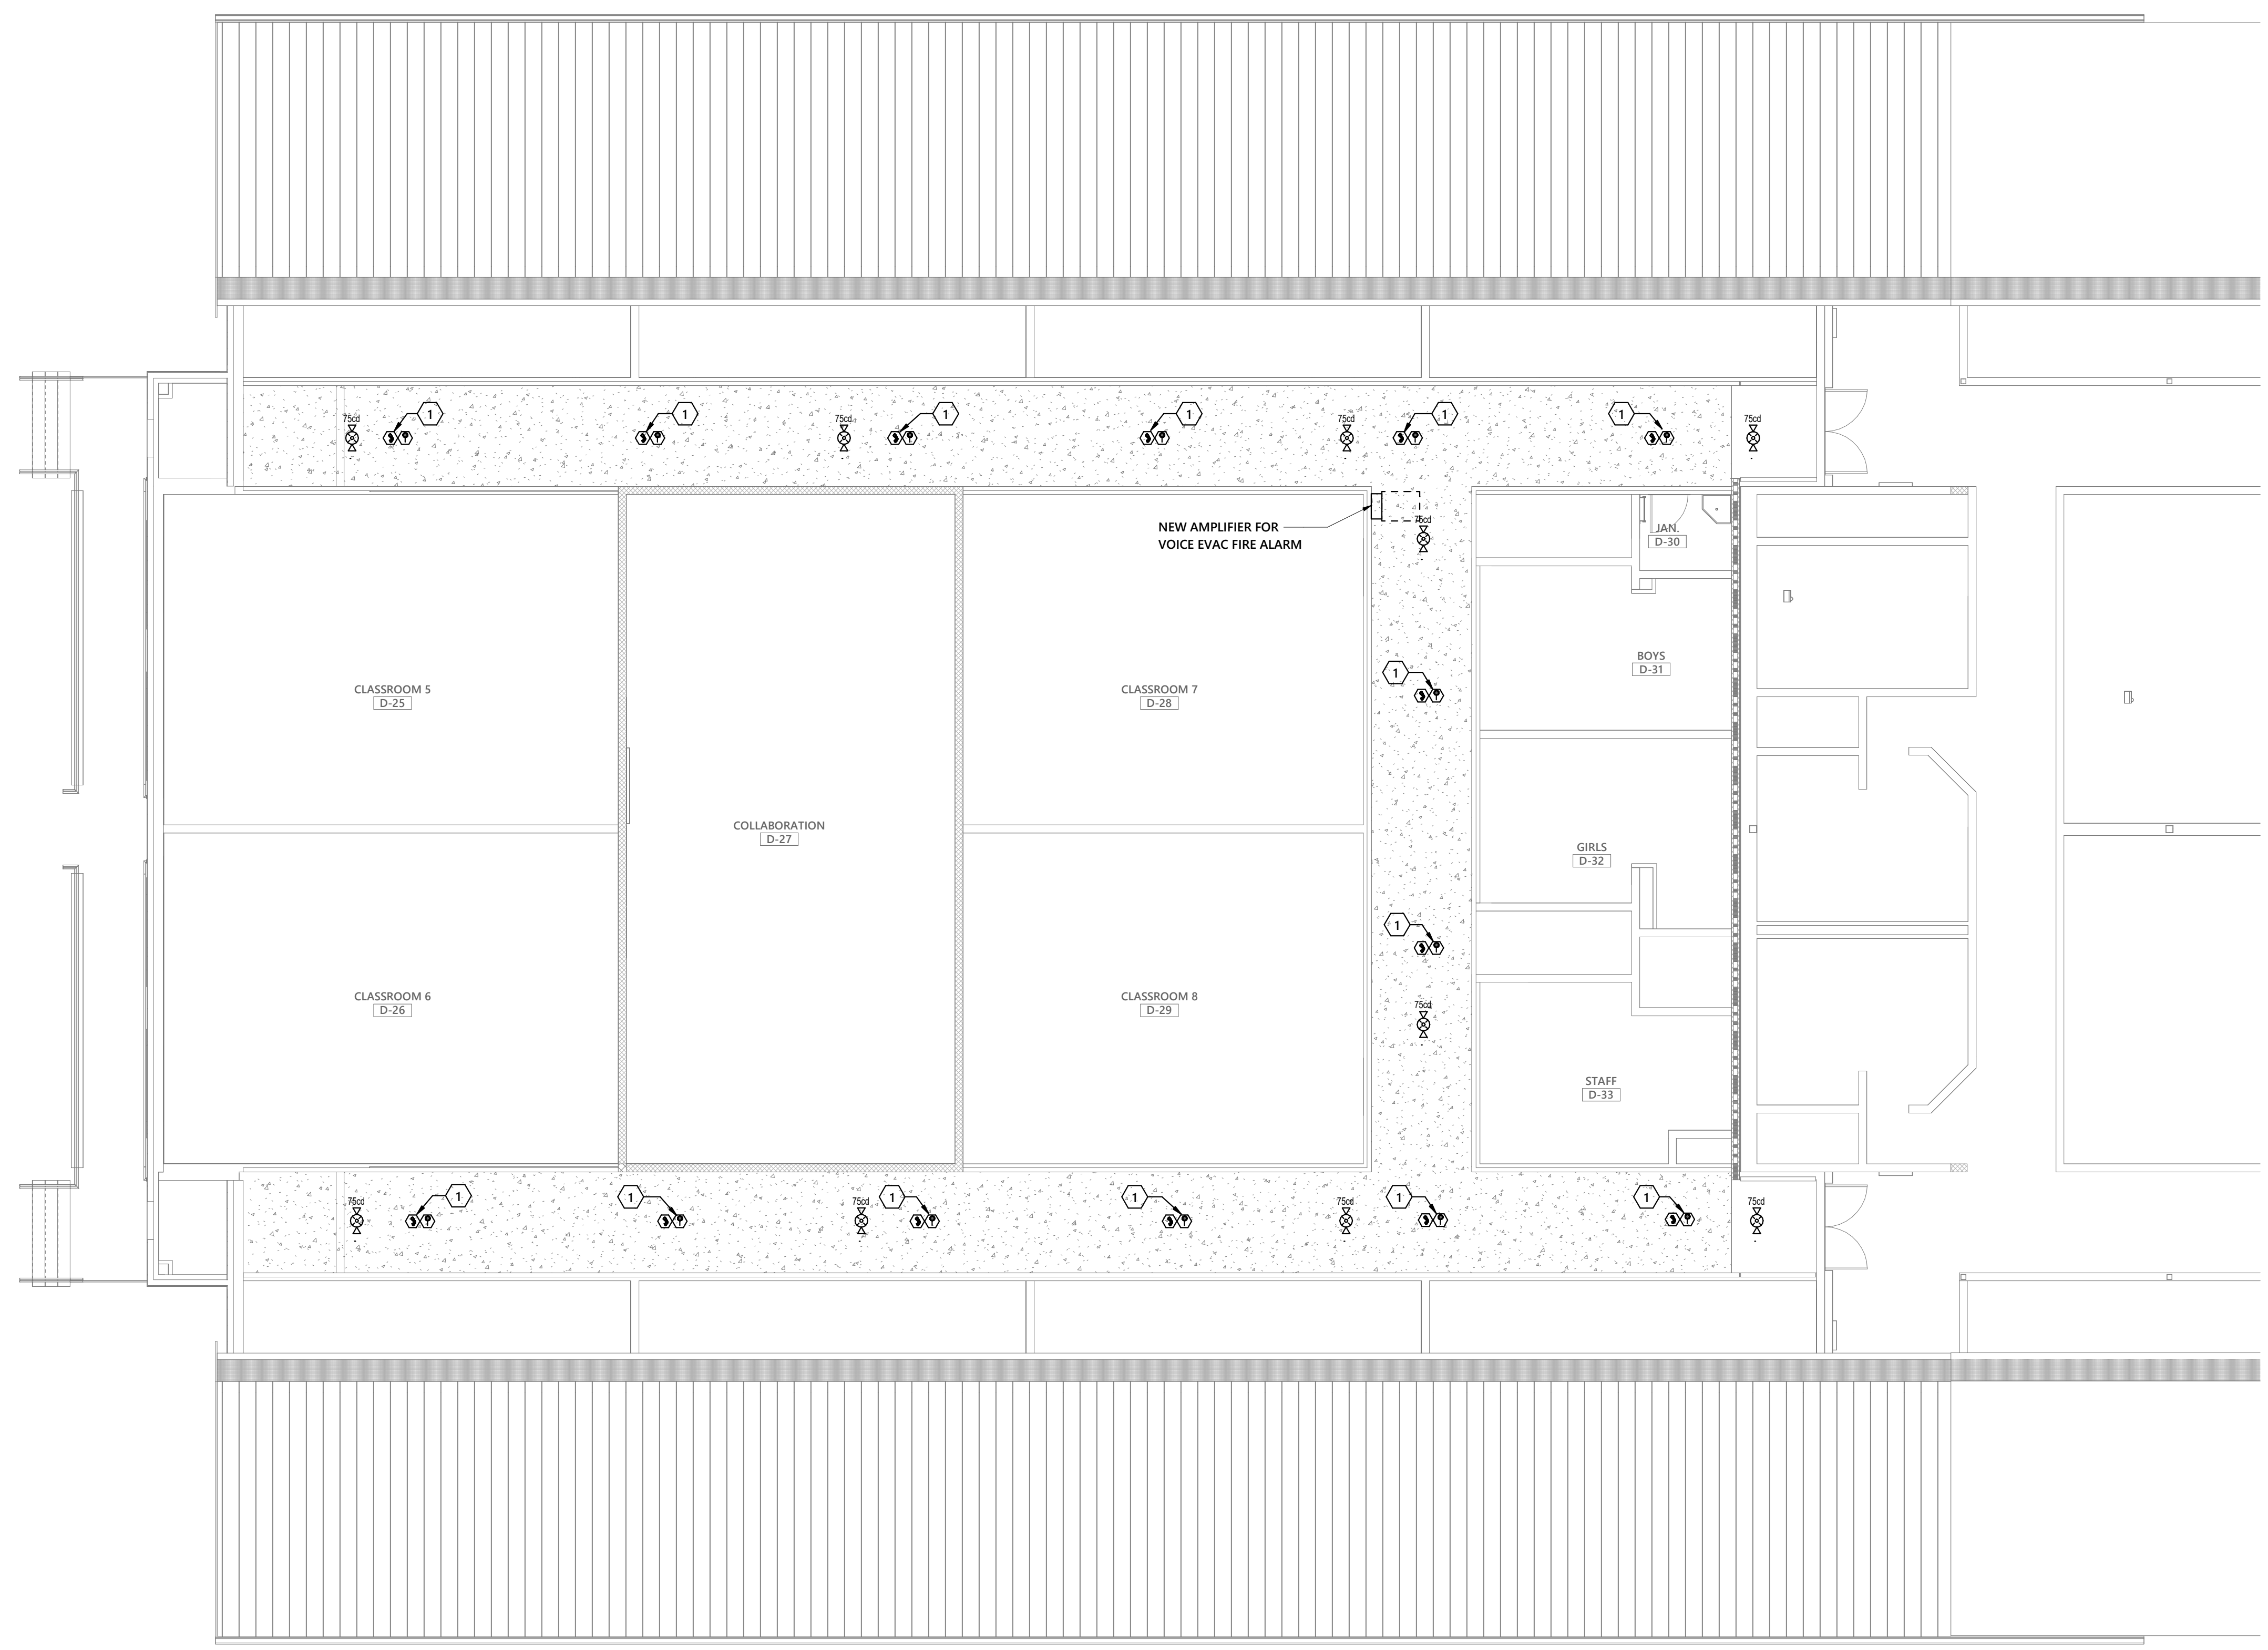 75cd
1
1
75cd
1
1
75cd
1
1
75cd
NEW AMPLIFIER FOR
VOICE EVAC FIRE ALARM
75cd
JAN.
D-30
BOYS
D-31
1
CLASSROOM 5
D-25
CLASSROOM 7
D-28
COLLABORATION
D-27
GIRLS
D-32
1
CLASSROOM 6
D-26
CLASSROOM 8
D-29
75cd
STAFF
D-33
75cd
1
1
75cd
1
1
75cd
1
1
75cd